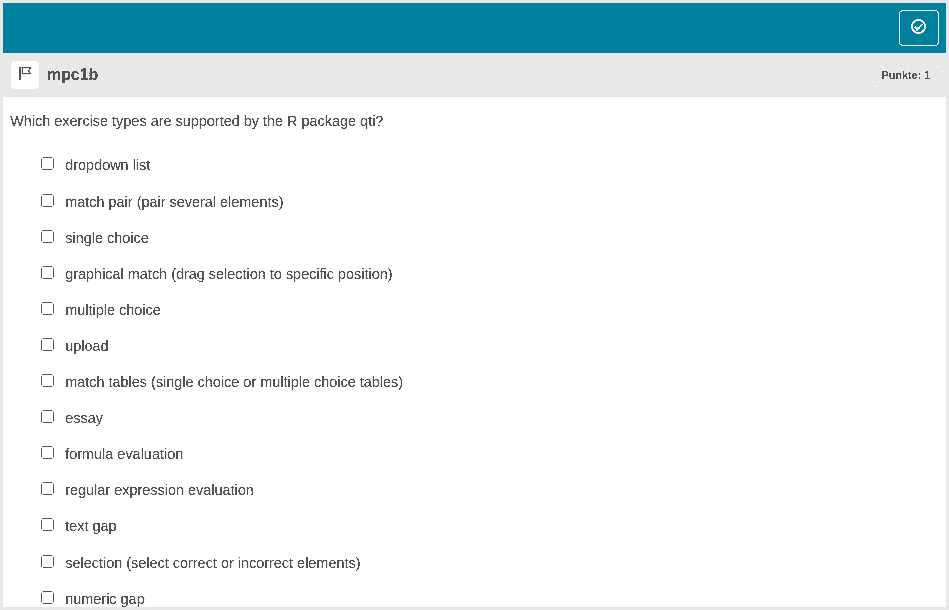 mpc1b
Punkte: 1
Which exercise types are supported by the R package qti?
dropdown list
match pair (pair several elements)
single choice
graphical match (drag selection to specific position)
multiple choice
upload
match tables (single choice or multiple choice tables)
essay
formula evaluation
regular expression evaluation
text gap
selection (select correct or incorrect elements)
numeric gap